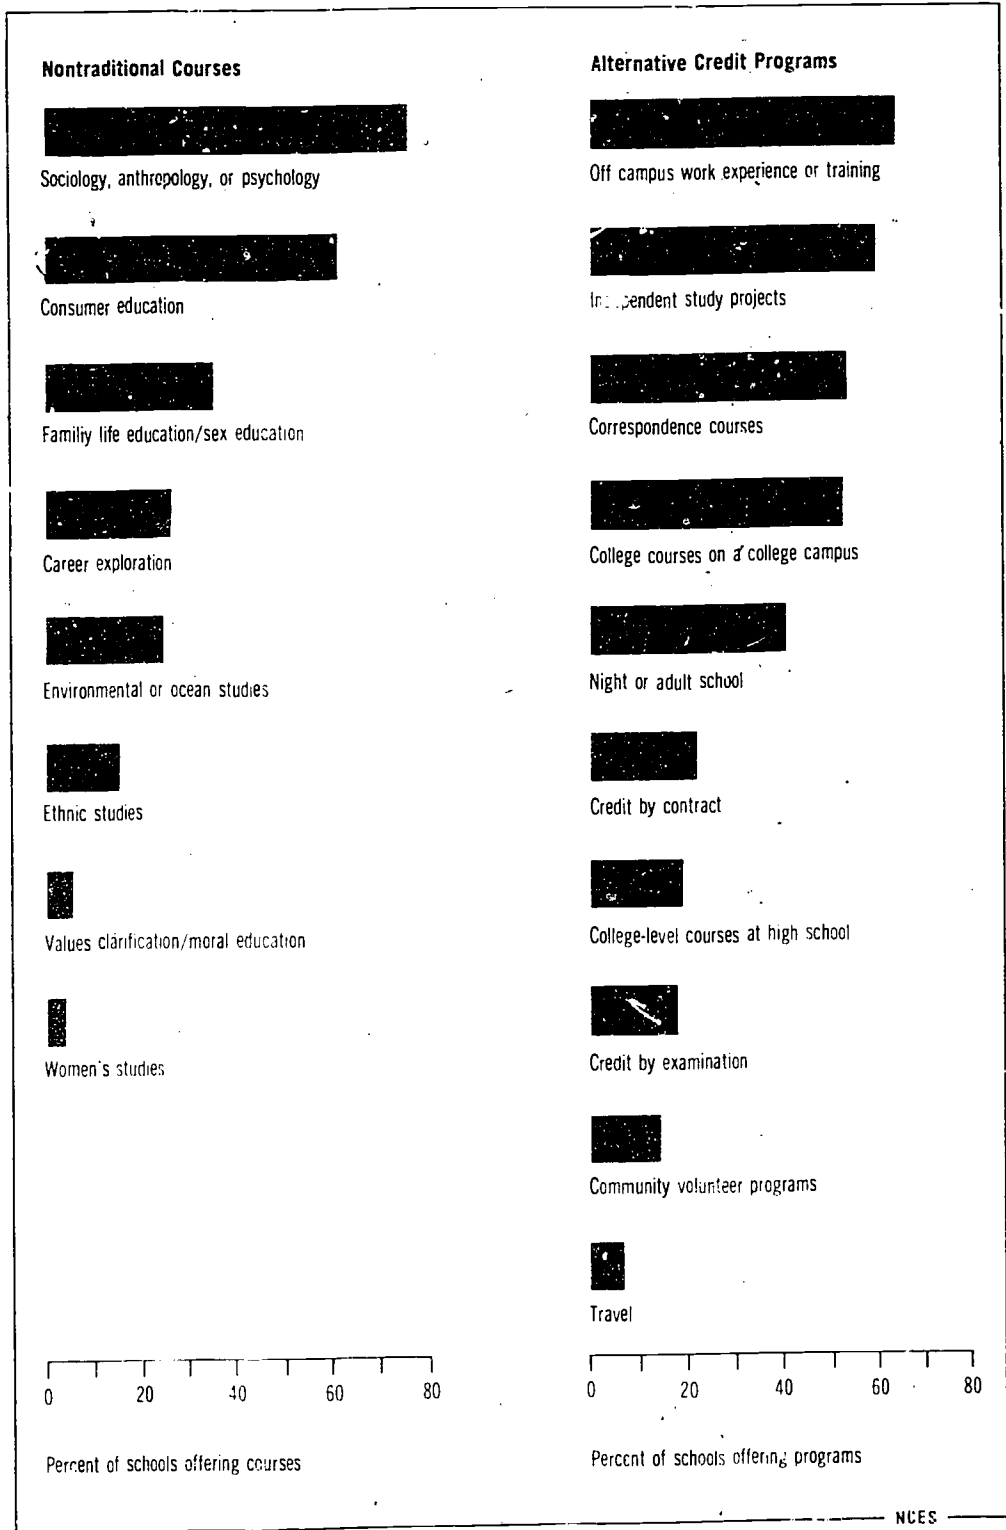 Nontraditional Courses
Sociology, anthropology, or psychology
Consumer education
Familiy life education/sex education
Career exploration
Environmental or ocean studies
Ethnic studies
Values clarification/moral education
Women's studies
0 20 40 60 80
Percent of schools offering courses
Alternative Credit Programs
Off campus work experience or training
study projects
Correspondence courses
College courses on a college campus
Night or adult school
Credit by contract
College-level courses at high school
Credit by examination
Community volunteer programs
Travel
0 20 40 60 80
Percent of schools offering programs
NCES